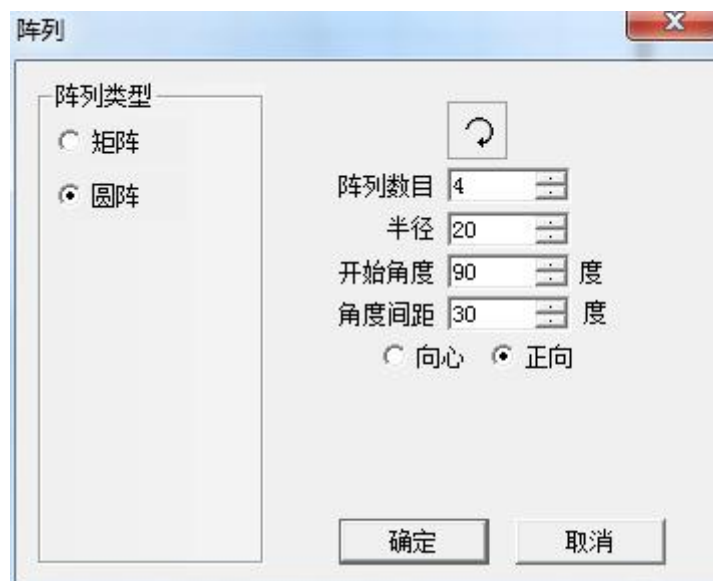 阵列
阵列类型
矩阵
圆阵
阵列数目 4
半径 20
开始角度 90 度
角度间距 30 度
向心 正向
确定 取消